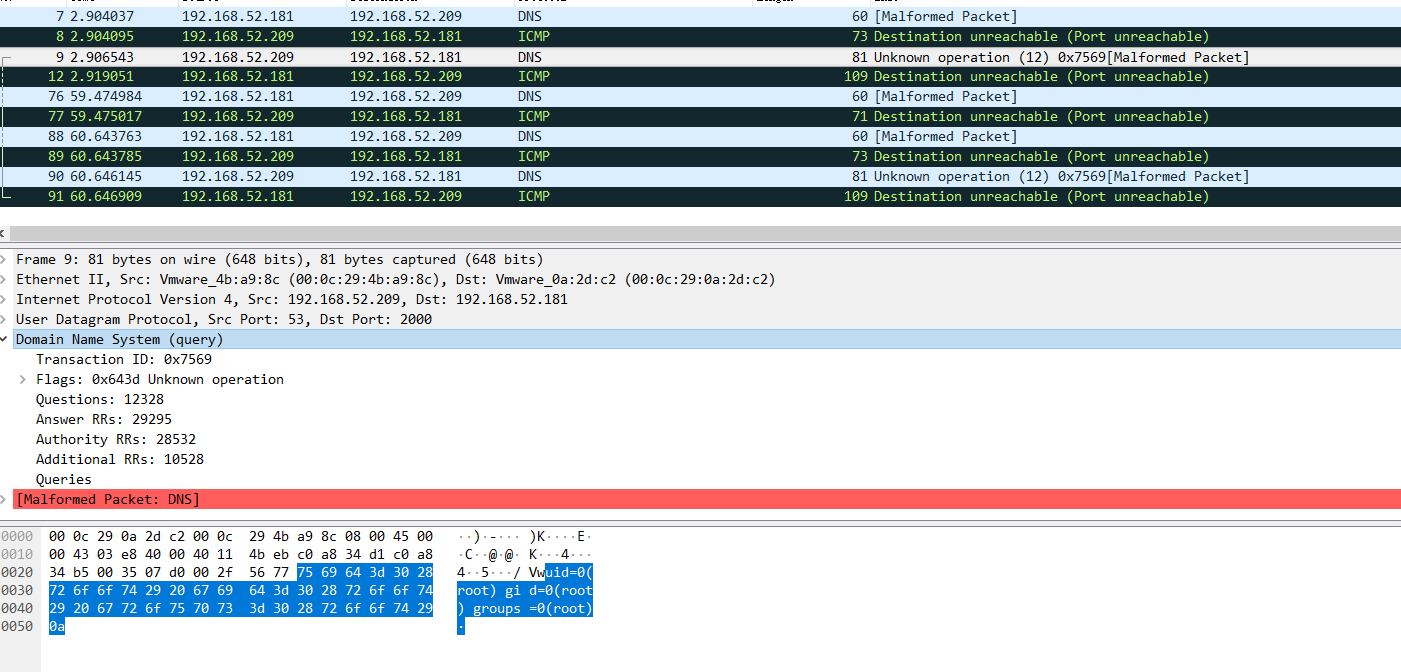 7 2.904037 192.168.52.181 192.168.52.209 DNS 60 [Malformed Packet]
8 2.904095 192.168.52.209 192.168.52.181 ICMP 73 Destination unreachable (Port unreachable)
9 2.906543 192.168.52.209 192.168.52.181 DNS 81 Unknown operation (12) 0x7569[Malformed Packet]
12 2.919051 192.168.52.181 192.168.52.209 ICMP 109 Destination unreachable (Port unreachable)
76 59.474984 192.168.52.181 192.168.52.209 DNS 60 [Malformed Packet]
77 59.475017 192.168.52.209 192.168.52.181 ICMP 71 Destination unreachable (Port unreachable)
88 60.643763 192.168.52.181 192.168.52.209 DNS 60 [Malformed Packet]
89 60.643785 192.168.52.209 192.168.52.181 ICMP 73 Destination unreachable (Port unreachable)
90 60.646145 192.168.52.209 192.168.52.181 DNS 81 Unknown operation (12) 0x7569[Malformed Packet]
91 60.646909 192.168.52.181 192.168.52.209 ICMP 109 Destination unreachable (Port unreachable)
Frame 9: 81 bytes on wire (648 bits), 81 bytes captured (648 bits)
Ethernet II, Src: Vmware_4b:a9:8c (00:0c:29:4b:a9:8c), Dst: Vmware_0a:2d:c2 (00:0c:29:0a:2d:c2)
Internet Protocol Version 4, Src: 192.168.52.209, Dst: 192.168.52.181
User Datagram Protocol, Src Port: 53, Dst Port: 2000
Domain Name System (query)
Transaction ID: 0x7569
Flags: 0x643d Unknown operation
Questions: 12328
Answer RRs: 29295
Authority RRs: 28532
Additional RRs: 10528
Queries
[Malformed Packet: DNS]
0000 00 0c 29 0a 2d c2 00 0c 29 4b a9 8c 08 00 45 00 ··)·-··· )K····E·
0010 00 43 03 e8 40 00 40 11 4b eb c0 a8 34 d1 c0 a8 ·C··@·@· K···4···
0020 34 b5 00 35 07 d0 00 2f 56 77 75 69 64 3d 30 28 4··5···/ Vwuid=0(
0030 72 6f 6f 74 29 20 67 69 64 3d 30 28 72 6f 6f 74 root) gi d=0(root
0040 29 20 67 72 6f 75 70 73 3d 30 28 72 6f 6f 74 29 ) groups =0(root)
0050 0a ·